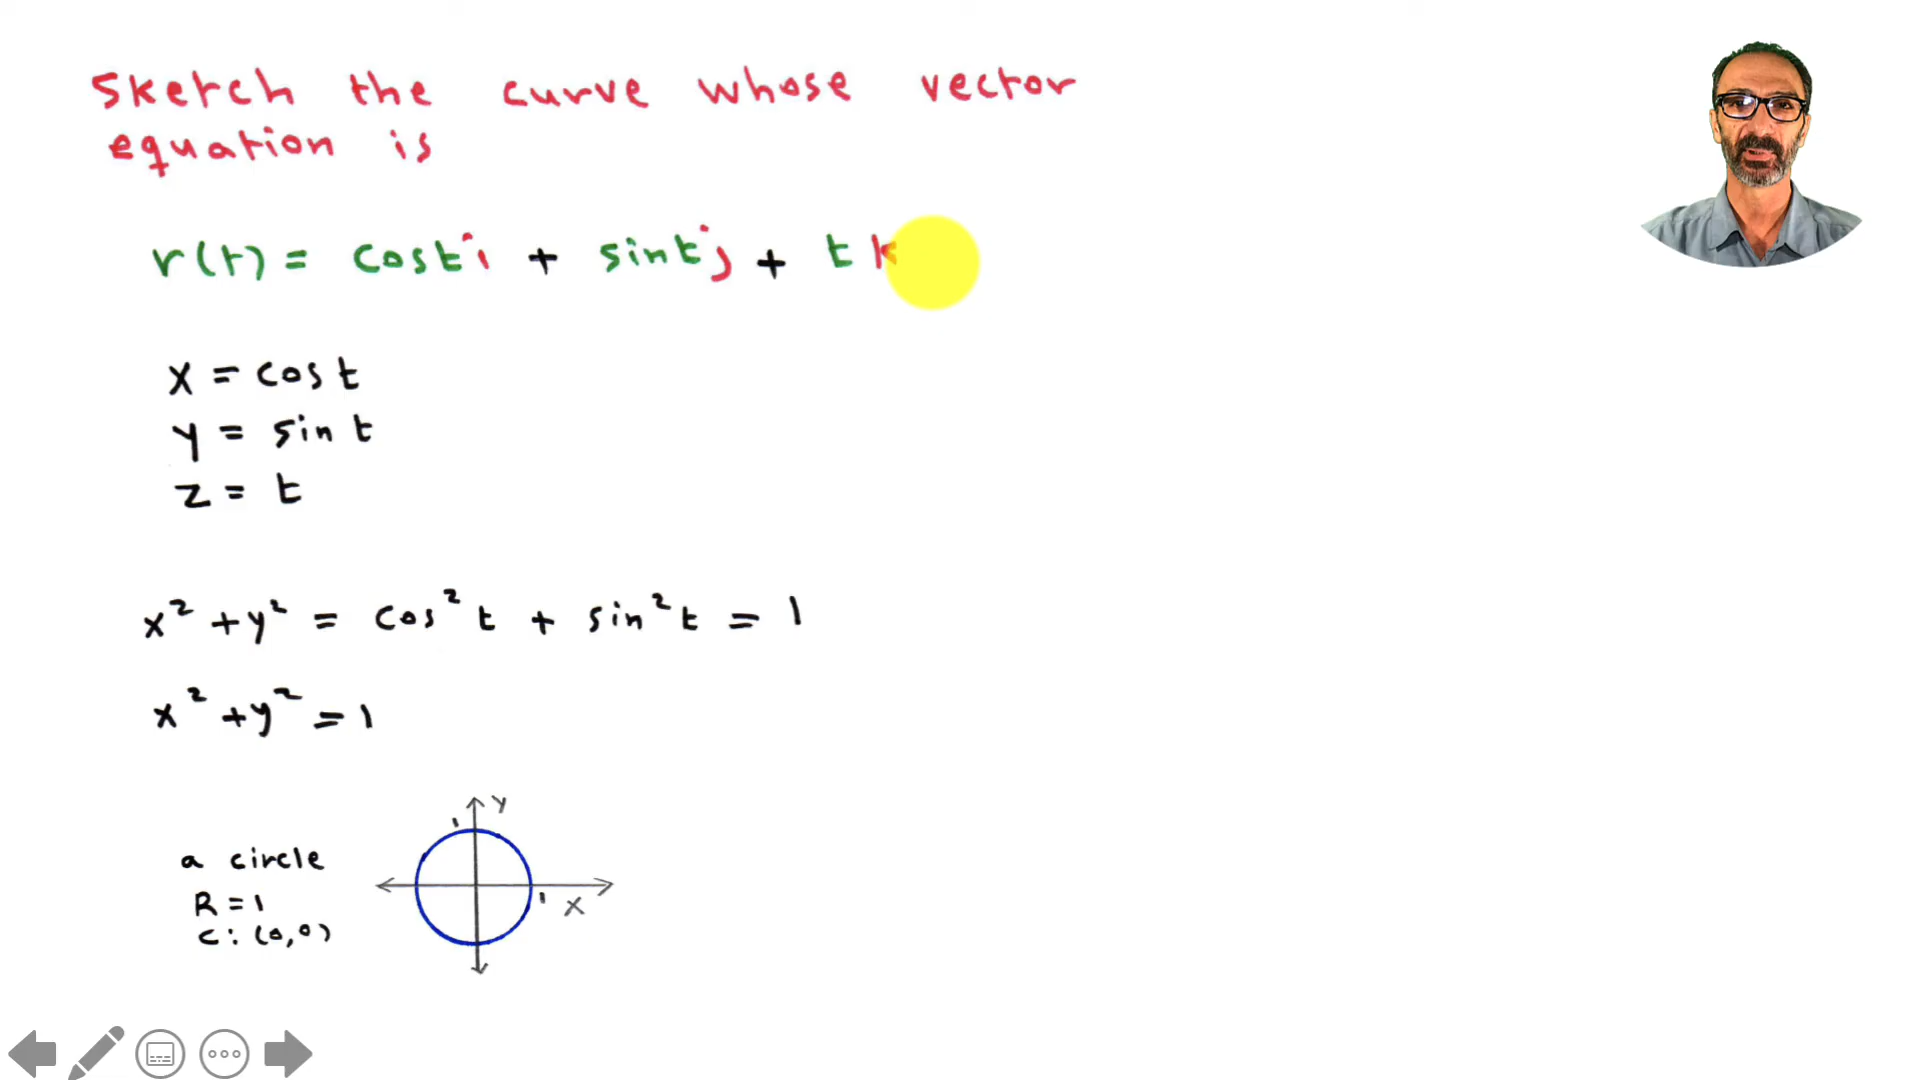 Sketch the curve whose vector
equation is
r(t) = cost i + sint j + t k
x = cos t
y = sin t
z = t
x² + y² = cos² t + sin² t = 1
x² + y² = 1
y
1
a circle
R = 1
1
x
c: (0,0)